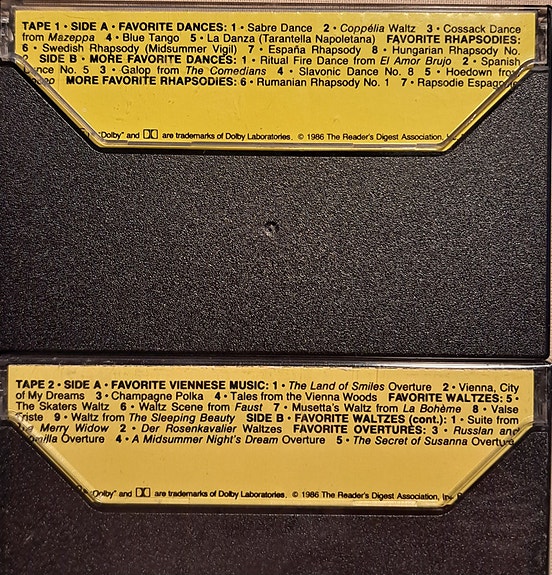 TAPE 1 • SIDE A • FAVORITE DANCES: 1 • Sabre Dance 2 • Coppélia Waltz 3 • Cossack Dance
from Mazeppa 4 • Blue Tango 5 • La Danza (Tarantella Napoletana) FAVORITE RHAPSODIES:
6 • Swedish Rhapsody (Midsummer Vigil) 7 • España Rhapsody 8 • Hungarian Rhapsody No.
2 SIDE B • MORE FAVORITE DANCES: 1 • Ritual Fire Dance from El Amor Brujo 2 • Spanish
Dance No. 5 3 • Galop from The Comedians 4 • Slavonic Dance No. 8 5 • Hoedown from
MORE FAVORITE RHAPSODIES: 6 • Rumanian Rhapsody No. 1 7 • Rapsodie Espagnole
"Dolby" and are trademarks of Dolby Laboratories. © 1986 The Reader's Digest Association,
TAPE 2 • SIDE A • FAVORITE VIENNESE MUSIC: 1 • The Land of Smiles Overture 2 • Vienna, City
of My Dreams 3 • Champagne Polka 4 • Tales from the Vienna Woods FAVORITE WALTZES: 5 •
The Skaters Waltz 6 • Waltz Scene from Faust 7 • Musetta's Waltz from La Bohème 8 • Valse
Triste 9 • Waltz from The Sleeping Beauty SIDE B • FAVORITE WALTZES (cont.): 1 • Suite from
The Merry Widow 2 • Der Rosenkavalier Waltzes FAVORITE OVERTURES: 3 • Russlan and
Ludmilla Overture 4 • A Midsummer Night's Dream Overture 5 • The Secret of Susanna Overture
"Dolby" and are trademarks of Dolby Laboratories. © 1986 The Reader's Digest Association, Inc.